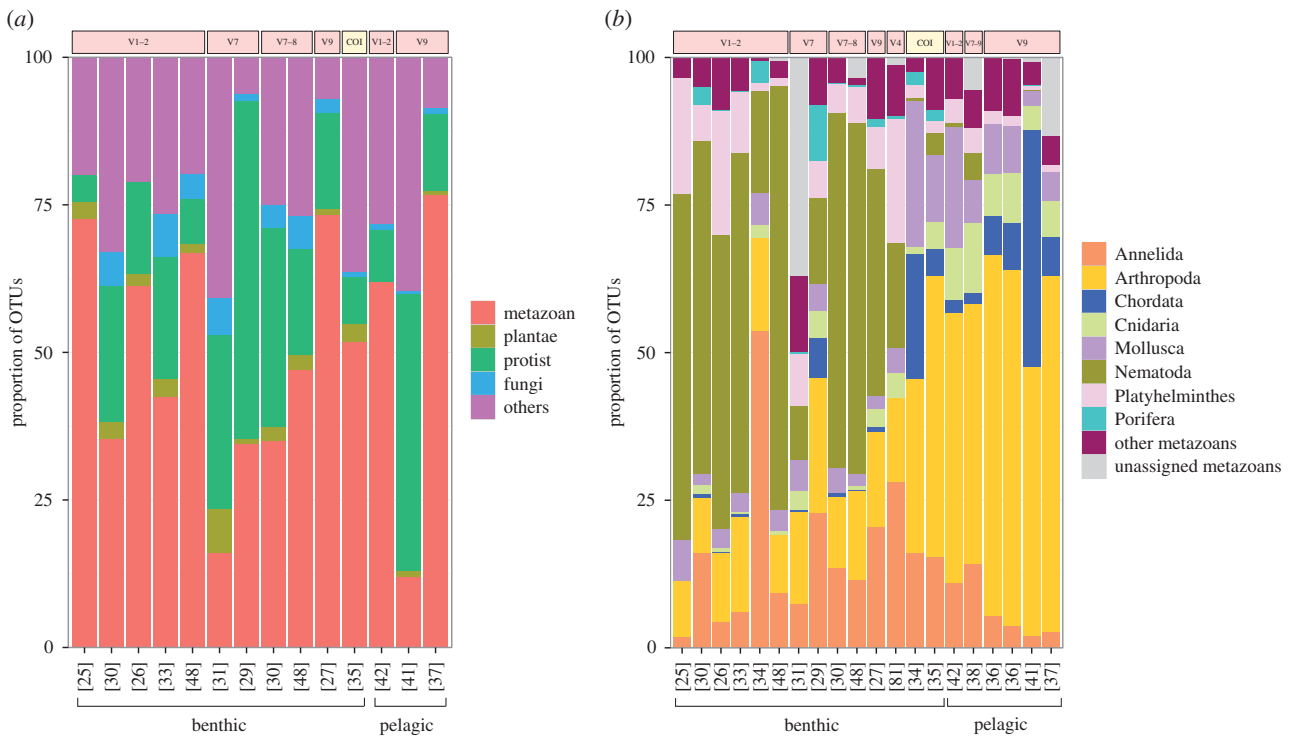 (a)
V1–2 V7 V7–8 V9 COI V1–2 V9
100
75
50
25
0
proportion of OTUs
[25] [30] [26] [33] [48] [31] [29] [30] [48] [27] [35] [42] [41] [37]
benthic pelagic
metazoan
plantae
protist
fungi
others
(b)
V1–2 V7 V7–8 V9 V4 COI V1–2 V7–9 V9
100
75
50
25
0
proportion of OTUs
[25] [30] [26] [33] [34] [48] [31] [29] [30] [48] [27] [81] [34] [35] [42] [38] [36] [36] [41] [37]
benthic pelagic
Annelida
Arthropoda
Chordata
Cnidaria
Mollusca
Nematoda
Platyhelminthes
Porifera
other metazoans
unassigned metazoans